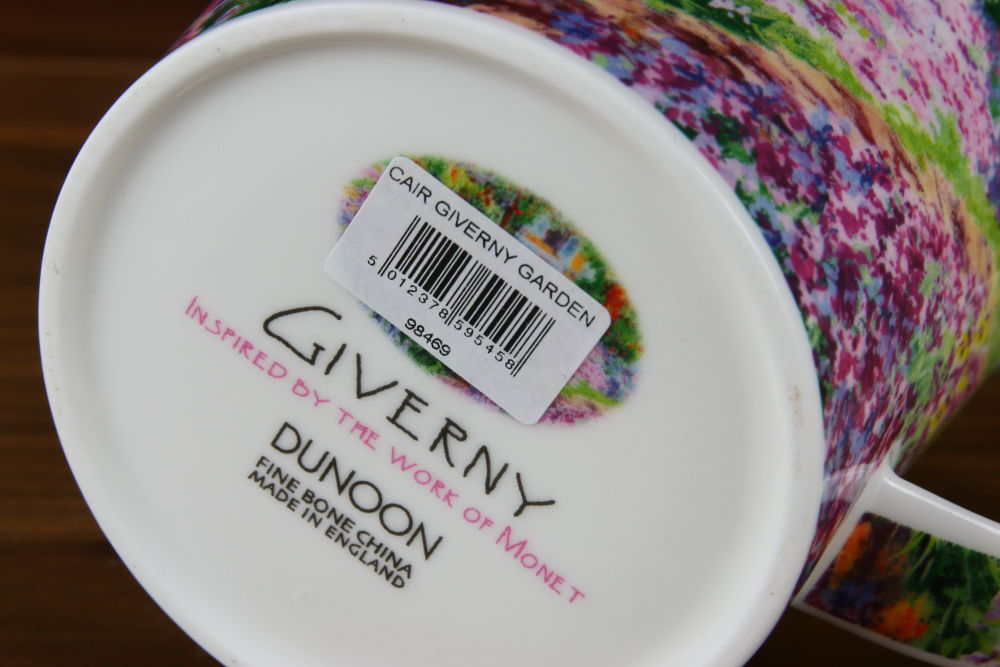 CAIR GIVERNY GARDEN
5 012378 595458
98469
GIVERNY
INSPIRED BY THE WORK OF MONET
DUNOON
FINE BONE CHINA
MADE IN ENGLAND